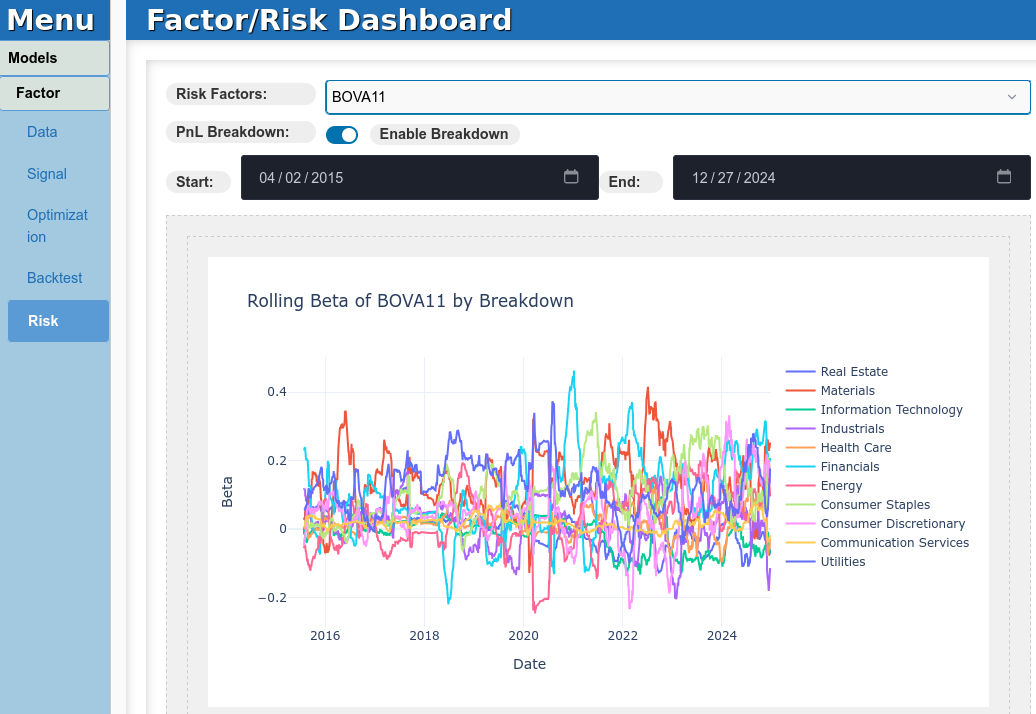 Menu
Factor/Risk Dashboard
Models
Factor
Data
Signal
Optimizat
ion
Backtest
Risk
Risk Factors:
BOVA11
PnL Breakdown:
Enable Breakdown
Start:
04 / 02 / 2015
End:
12 / 27 / 2024
Rolling Beta of BOVA11 by Breakdown
0.4
0.2
0
−0.2
Beta
2016
2018
2020
2022
2024
Date
Real Estate
Materials
Information Technology
Industrials
Health Care
Financials
Energy
Consumer Staples
Consumer Discretionary
Communication Services
Utilities